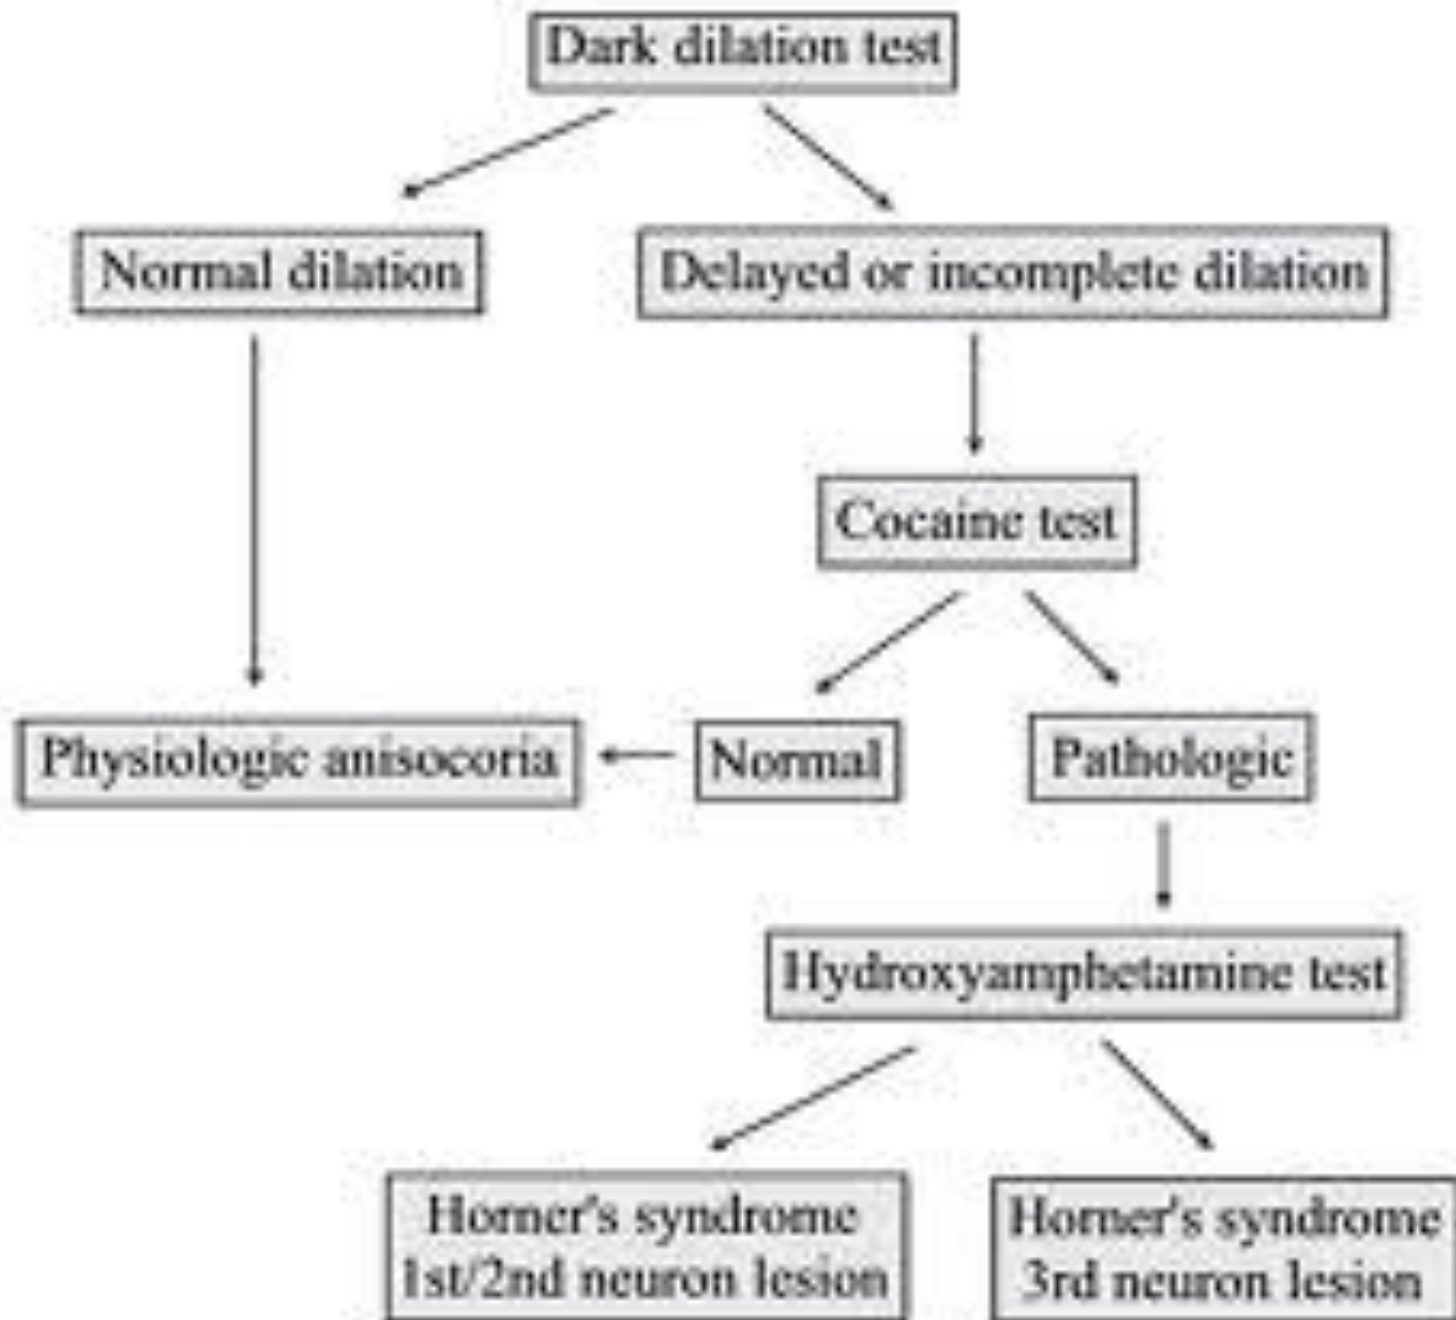 Dark dilation test
Normal dilation
Delayed or incomplete dilation
Cocaine test
Physiologic anisocoria
Normal
Pathologic
Hydroxyamphetamine test
Horner's syndrome
1st/2nd neuron lesion
Horner's syndrome
3rd neuron lesion